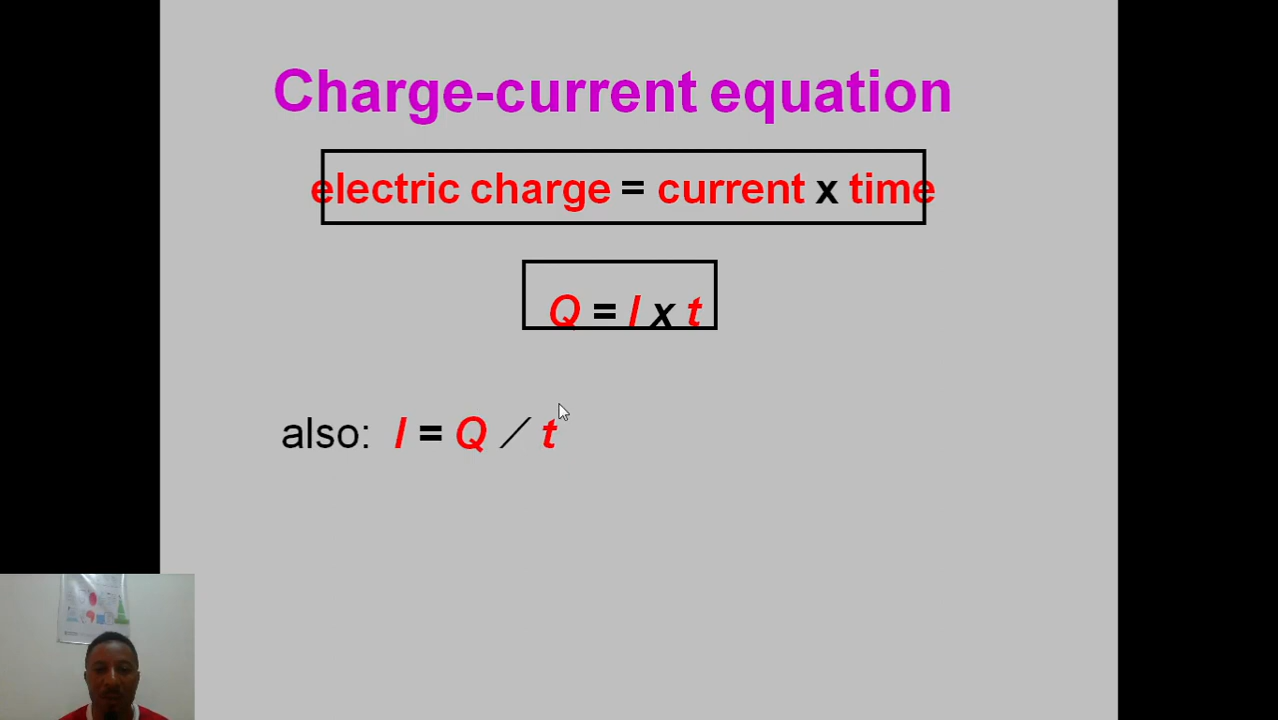 Charge-current equation
electric charge = current x time
Q = I x t
also: I = Q / t